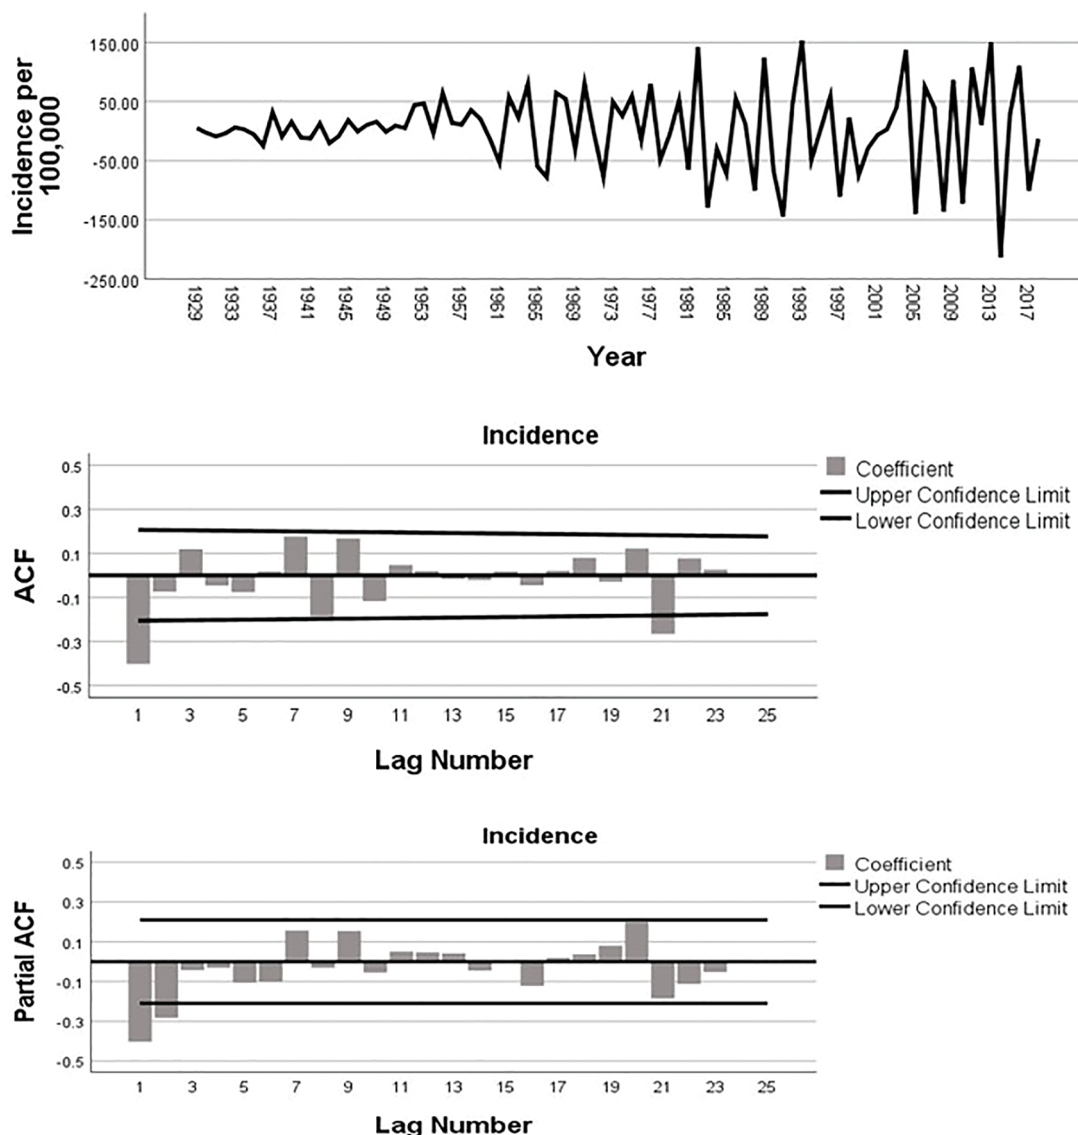 Incidence per
100,000
150.00
50.00
-50.00
-150.00
-250.00
1929 1933 1937 1941 1945 1949 1953 1957 1961 1965 1969 1973 1977 1981 1985 1989 1993 1997 2001 2005 2009 2013 2017
Year
Incidence
ACF
0.5
0.3
0.1
-0.1
-0.3
-0.5
Coefficient
Upper Confidence Limit
Lower Confidence Limit
1 3 5 7 9 11 13 15 17 19 21 23 25
Lag Number
Incidence
Partial ACF
0.5
0.3
0.1
-0.1
-0.3
-0.5
Coefficient
Upper Confidence Limit
Lower Confidence Limit
1 3 5 7 9 11 13 15 17 19 21 23 25
Lag Number